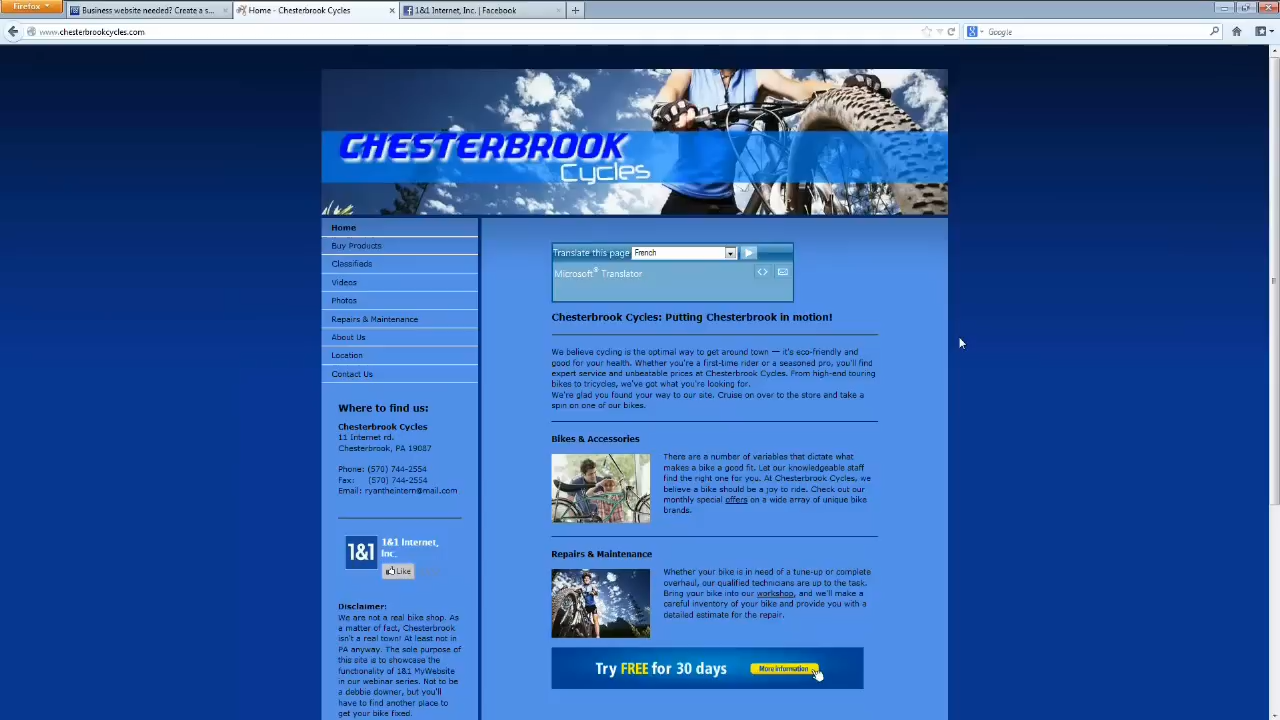 Firefox
Business website needed? Create a s...
Home - Chesterbrook Cycles
1&1 Internet, Inc. | Facebook
www.chesterbrookcycles.com
Google
CHESTERBROOK
Cycles
Home
Buy Products
Classifieds
Videos
Photos
Repairs & Maintenance
About Us
Location
Contact Us
Where to find us:
Chesterbrook Cycles
11 Internet rd.
Chesterbrook, PA 19087
Phone: (570) 744-2554
Fax: (570) 744-2554
Email: ryantheintern@mail.com
1&1
1&1 Internet,
Inc.
Like
Disclaimer:
We are not a real bike shop. As
a matter of fact, Chesterbrook
isn't a real town! At least not in
PA anyway. The sole purpose of
this site is to showcase the
functionality of 1&1 MyWebsite
in our webinar series. Not to be
a debbie downer, but you'll
have to find another place to
get your bike fixed.
Translate this page
French
Microsoft® Translator
Chesterbrook Cycles: Putting Chesterbrook in motion!
We believe cycling is the optimal way to get around town — it's eco-friendly and
good for your health. Whether you're a first-time rider or a seasoned pro, you'll find
expert service and unbeatable prices at Chesterbrook Cycles. From high-end touring
bikes to tricycles, we've got what you're looking for.
We're glad you found your way to our site. Cruise on over to the store and take a
spin on one of our bikes.
Bikes & Accessories
There are a number of variables that dictate what
makes a bike a good fit. Let our knowledgeable staff
find the right one for you. At Chesterbrook Cycles, we
believe a bike should be a joy to ride. Check out our
monthly special offers on a wide array of unique bike
brands.
Repairs & Maintenance
Whether your bike is in need of a tune-up or complete
overhaul, our qualified technicians are up to the task.
Bring your bike into our workshop, and we'll make a
careful inventory of your bike and provide you with a
detailed estimate for the repair.
Try FREE for 30 days
More information